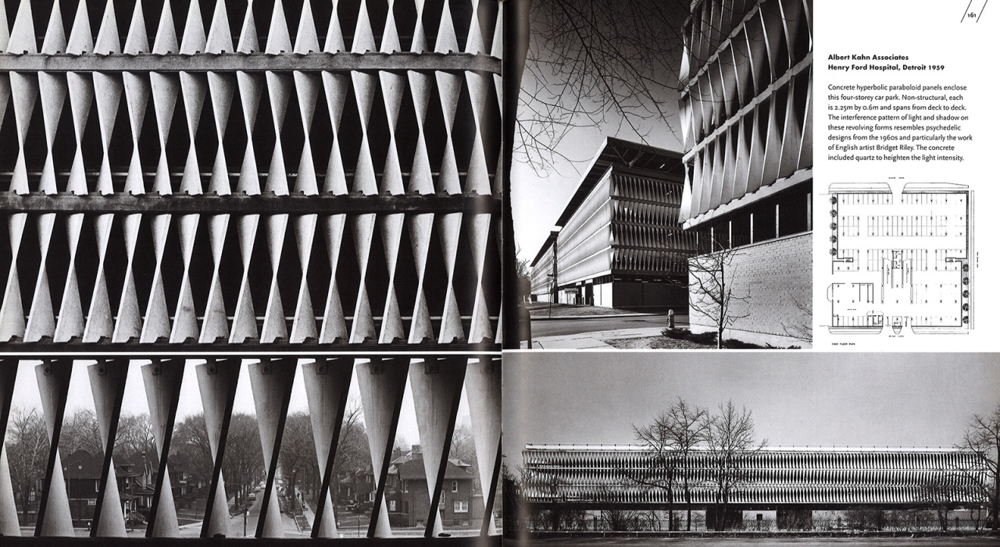 161
Albert Kahn Associates
Henry Ford Hospital, Detroit 1959
Concrete hyperbolic paraboloid panels enclose
this four-storey car park. Non-structural, each
is 2.25m by 0.6m and spans from deck to deck.
The interference pattern of light and shadow on
these revolving forms resembles psychedelic
designs from the 1960s and particularly the work
of English artist Bridget Riley. The concrete
included quartz to heighten the light intensity.
FIRST FLOOR PLAN